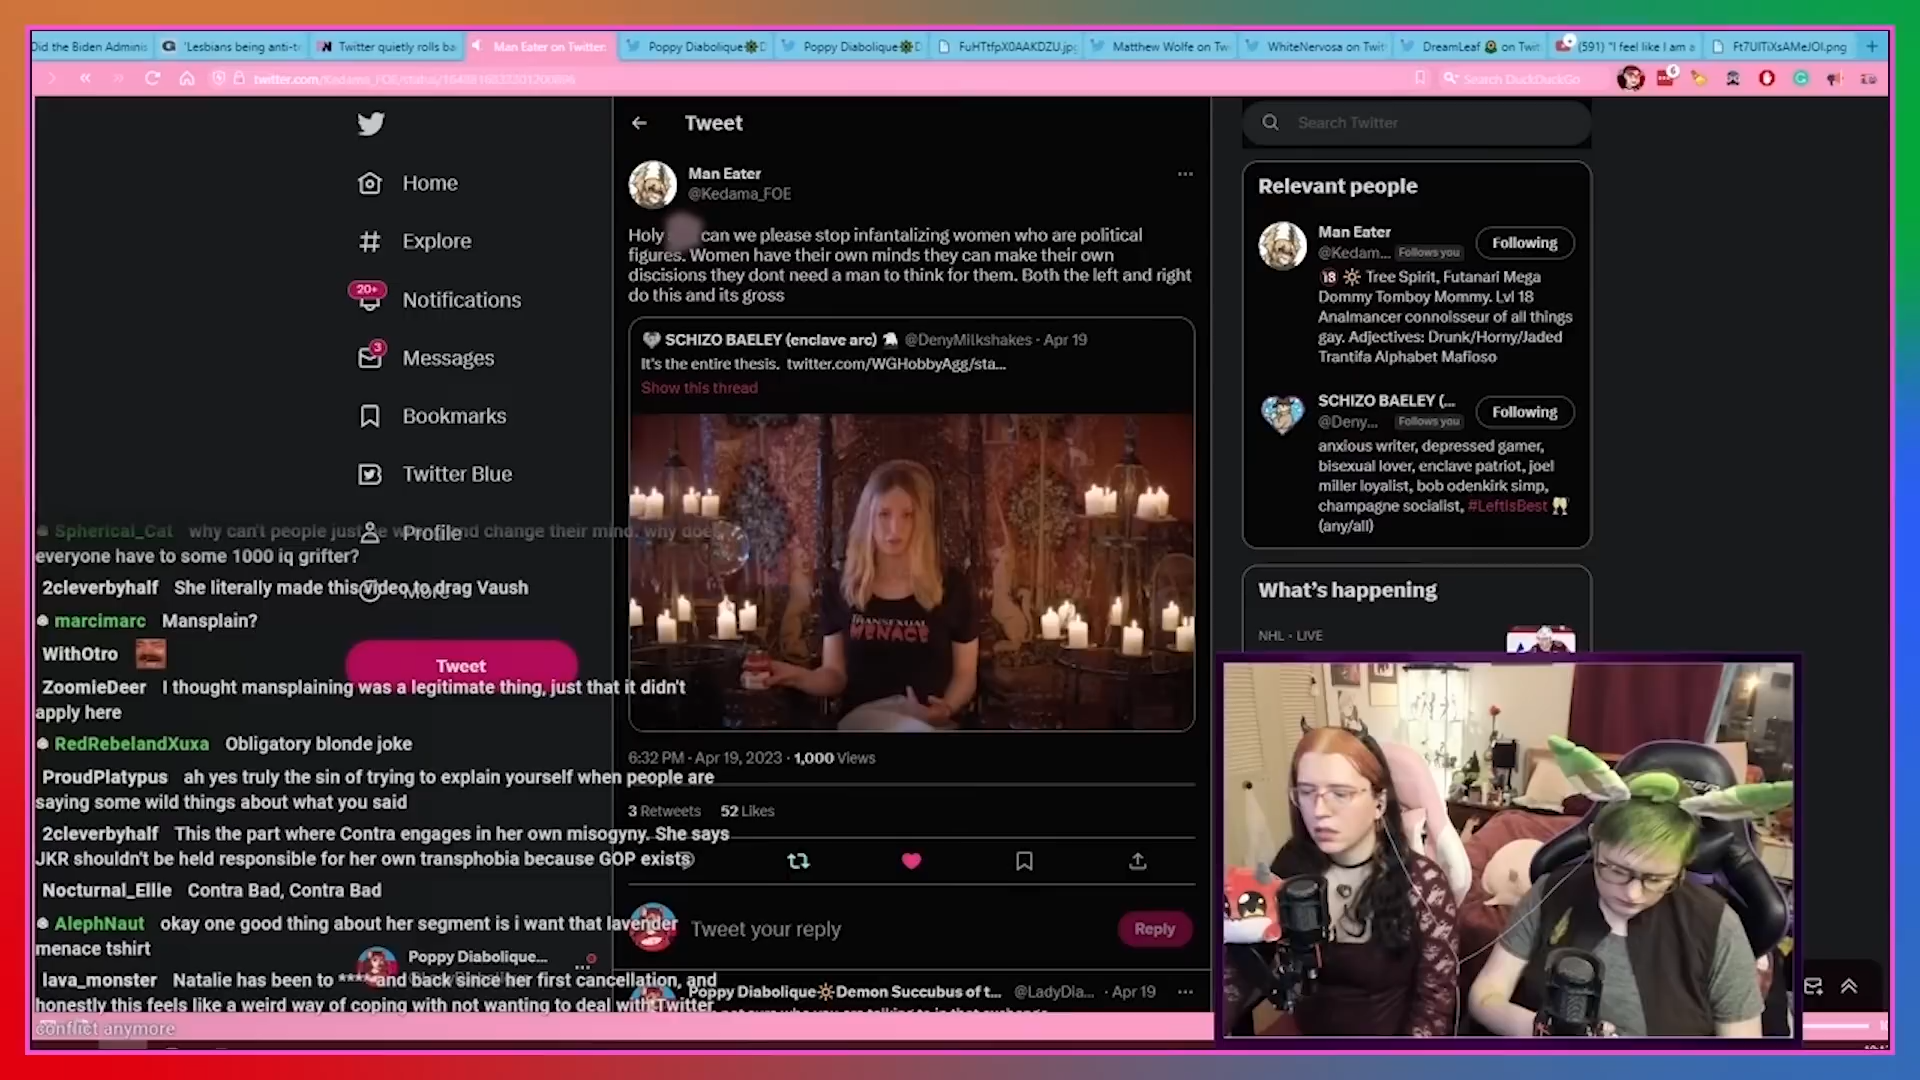 Did the Biden Adminis
'Lesbians being anti-t
Twitter quietly rolls ba
Man Eater on Twitter:
Poppy Diabolique
Poppy Diabolique
FuHTtfpX0AAKDZU.jpg
Matthew Wolfe on Tw
WhiteNervosa on Twit
DreamLeaf on Twit
(591) "I feel like I am a
Ft7UITiXsAMeJOI.png
Search DuckDuckGo
Tweet
Search Twitter
Home
Explore
20+
Notifications
3
Messages
Bookmarks
Twitter Blue
Profile
More
Tweet
Man Eater
@Kedama_FOE
Holy can we please stop infantalizing women who are political
figures. Women have their own minds they can make their own
discisions they dont need a man to think for them. Both the left and right
do this and its gross
SCHIZO BAELEY (enclave arc) @DenyMilkshakes · Apr 19
It's the entire thesis. twitter.com/WGHobbyAgg/sta...
Show this thread
TRANSEXUAL
MENACE
6:32 PM · Apr 19, 2023 · 1,000 Views
3 Retweets 52 Likes
Tweet your reply
Reply
Poppy Diabolique Demon Succubus of t... @LadyDia... · Apr 19
Relevant people
Man Eater
@Kedam... Follows you
Following
18 Tree Spirit, Futanari Mega
Dommy Tomboy Mommy. Lvl 18
Analmancer connoisseur of all things
gay. Adjectives: Drunk/Horny/Jaded
Trantifa Alphabet Mafioso
SCHIZO BAELEY (...
@Deny... Follows you
Following
anxious writer, depressed gamer,
bisexual lover, enclave patriot, joel
miller loyalist, bob odenkirk simp,
champagne socialist, #LeftIsBest
(any/all)
What's happening
NHL · LIVE
Spherical_Cat why can't people just be and change their mind. why doe
everyone have to some 1000 iq grifter?
2cleverbyhalf She literally made this video to drag Vaush
marcimarc Mansplain?
WithOtro
ZoomieDeer I thought mansplaining was a legitimate thing, just that it didn't
apply here
RedRebelandXuxa Obligatory blonde joke
ProudPlatypus ah yes truly the sin of trying to explain yourself when people are
saying some wild things about what you said
2cleverbyhalf This the part where Contra engages in her own misogyny. She says
JKR shouldn't be held responsible for her own transphobia because GOP exists
Nocturnal_Ellie Contra Bad, Contra Bad
AlephNaut okay one good thing about her segment is i want that lavender
menace tshirt
Poppy Diabolique...
lava_monster Natalie has been to **** and back since her first cancellation, and
honestly this feels like a weird way of coping with not wanting to deal with Twitter
conflict anymore